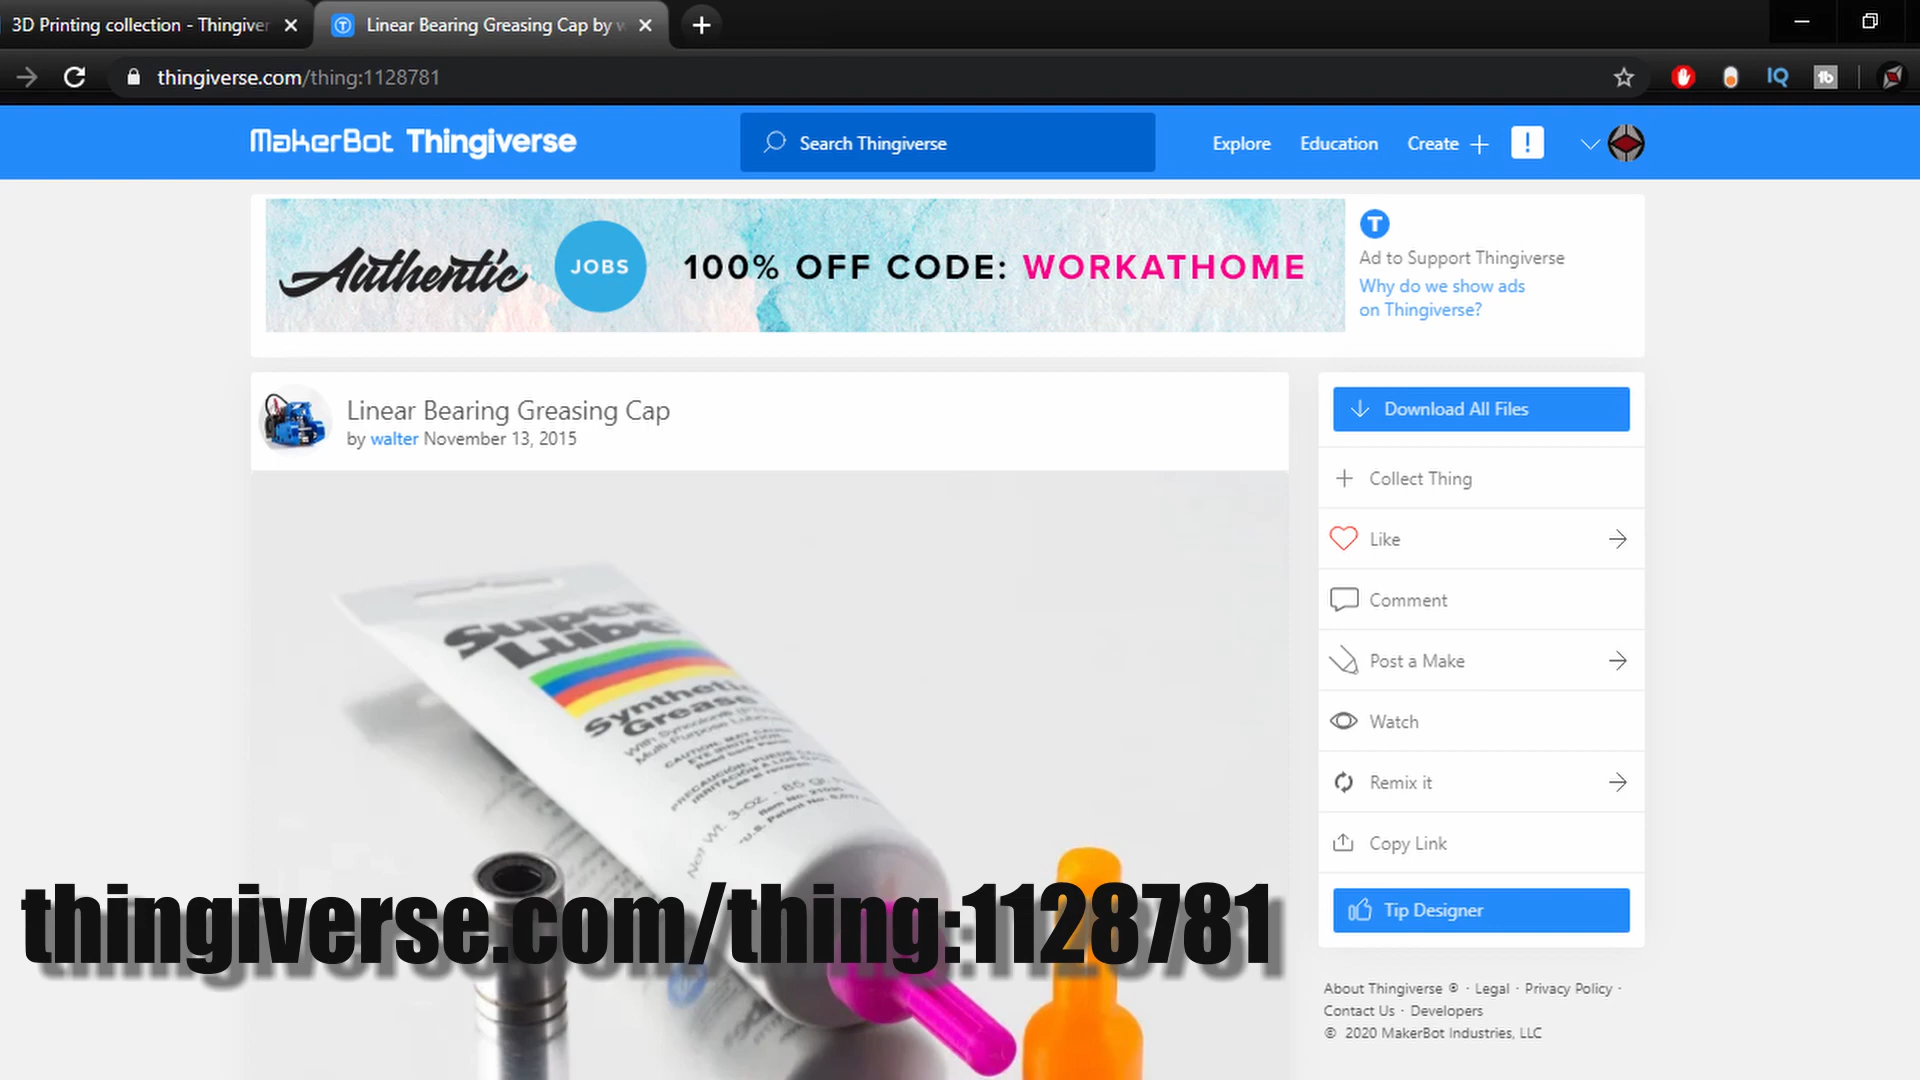 3D Printing collection - Thingiver
Linear Bearing Greasing Cap by
thingiverse.com/thing:1128781
IQ
tb
MakerBot Thingiverse
Search Thingiverse
Explore
Education
Create
!
Authentic JOBS 100% OFF CODE: WORKATHOME
T
Ad to Support Thingiverse
Why do we show ads
on Thingiverse?
Linear Bearing Greasing Cap
by walter November 13, 2015
Download All Files
Collect Thing
Like
Comment
Post a Make
Watch
Remix it
Copy Link
Tip Designer
Super
Lube
Synthetic
Grease
Multi-Purpose
thingiverse.com/thing:1128781
About Thingiverse ® · Legal · Privacy Policy ·
Contact Us · Developers
© 2020 MakerBot Industries, LLC